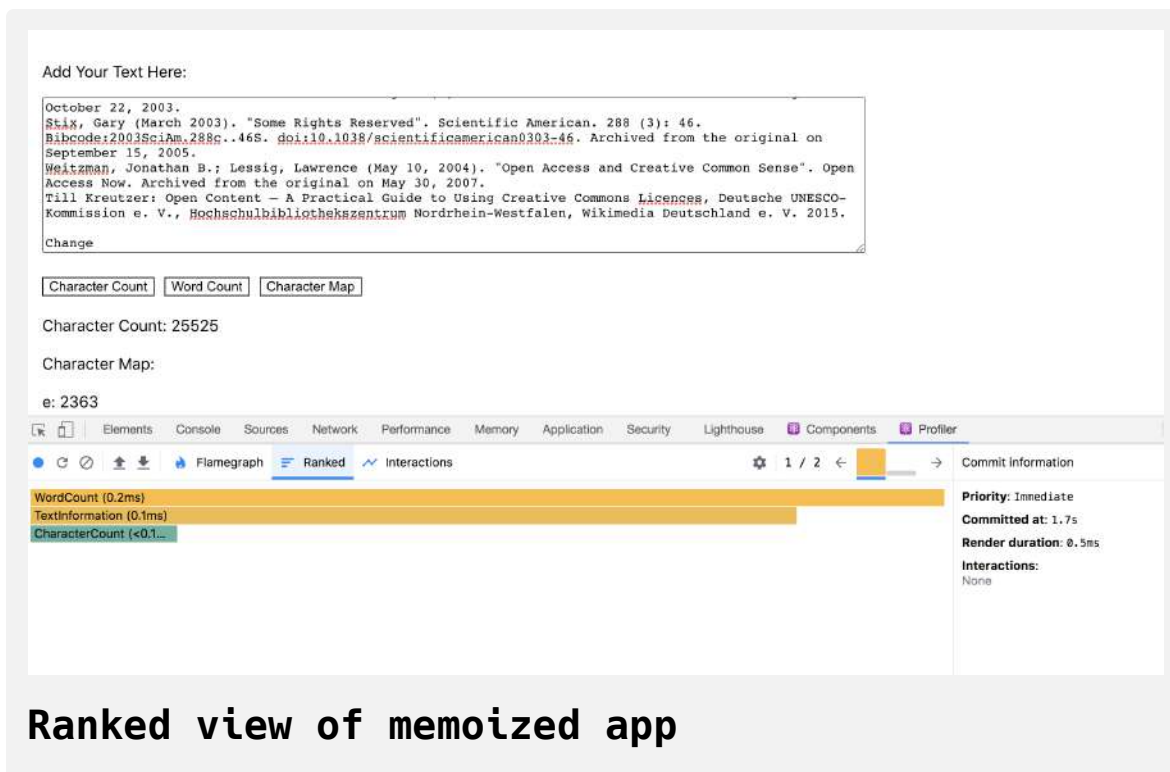 Add Your Text Here:
October 22, 2003.
Stix, Gary (March 2003). "Some Rights Reserved". Scientific American. 288 (3): 46.
Bibcode:2003SciAm.288c..46S. doi:10.1038/scientificamerican0303-46. Archived from the original on
September 15, 2005.
Weitzman, Jonathan B.; Lessig, Lawrence (May 10, 2004). "Open Access and Creative Common Sense". Open
Access Now. Archived from the original on May 30, 2007.
Till Kreutzer: Open Content – A Practical Guide to Using Creative Commons Licences, Deutsche UNESCO-
Kommission e. V., Hochschulbibliothekszentrum Nordrhein-Westfalen, Wikimedia Deutschland e. V. 2015.
Change
Character Count Word Count Character Map
Character Count: 25525
Character Map:
e: 2363
Elements Console Sources Network Performance Memory Application Security Lighthouse Components Profiler
Flamegraph Ranked Interactions 1 / 2 Commit information
WordCount (0.2ms)
TextInformation (0.1ms)
CharacterCount (<0.1...
Priority: Immediate
Committed at: 1.7s
Render duration: 0.5ms
Interactions:
None
Ranked view of memoized app